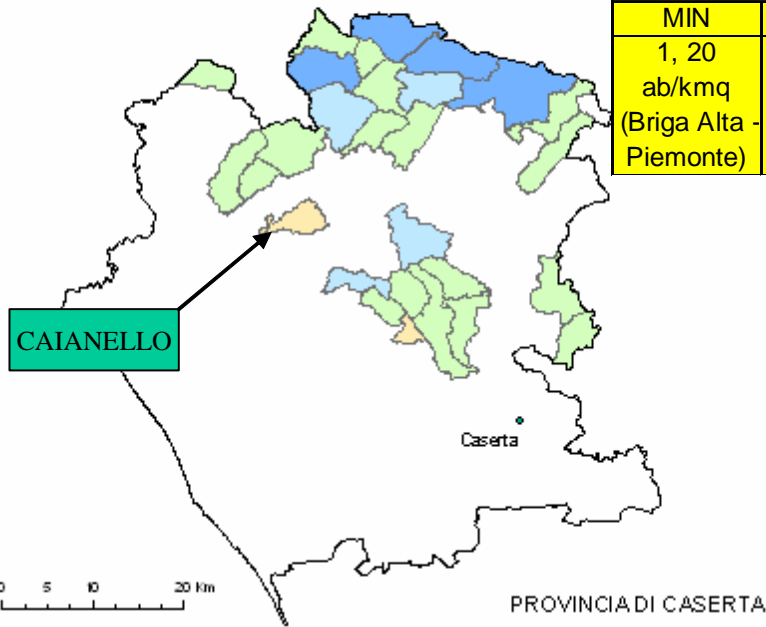 MIN
1, 20
ab/kmq
(Briga Alta -
Piemonte)
CAIANELLO
Caserta
0 5 10 20 Km
PROVINCIA DI CASERTA